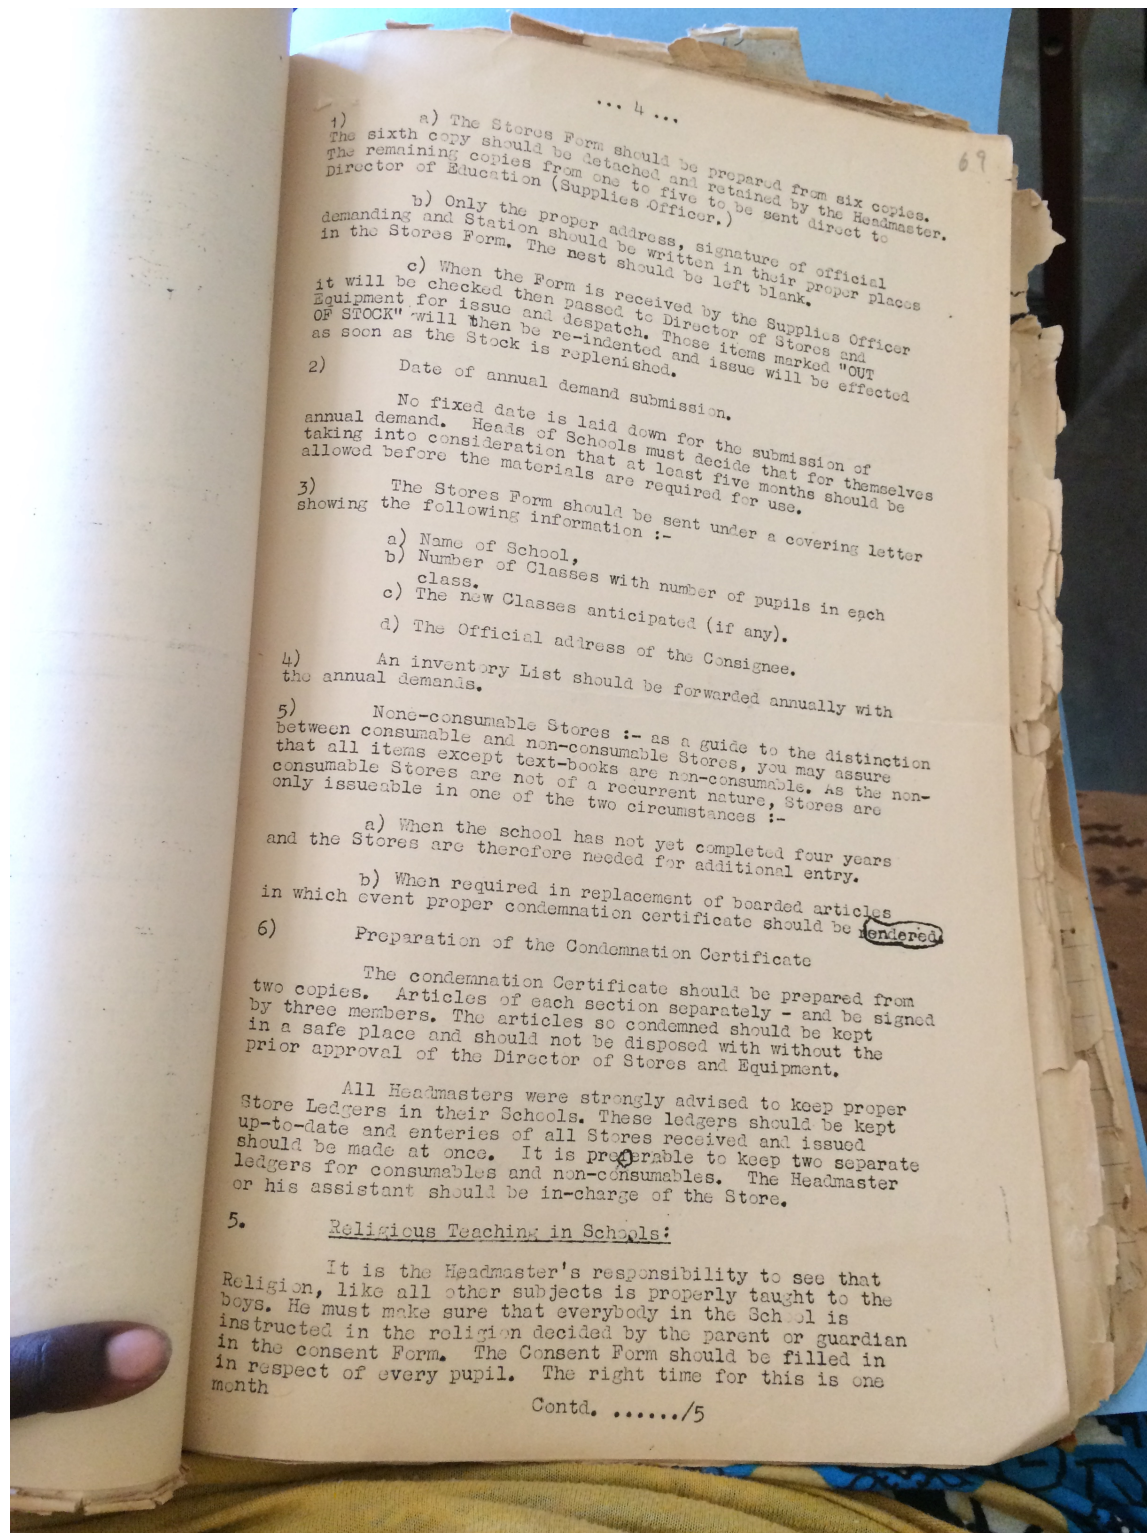 ... 4 ...
69
1) a) The Stores Form should be prepared from six copies.
The sixth copy should be detached and retained by the Headmaster.
The remaining copies from one to five to be sent direct to
Director of Education (Supplies Officer.)
b) Only the proper address, signature of official
demanding and Station should be written in their proper places
in the Stores Form. The nest should be left blank.
c) When the Form is received by the Supplies Officer
it will be checked then passed to Director of Stores and
Equipment for issue and despatch. Those items marked "OUT
OF STOCK" will then be re-indented and issue will be effected
as soon as the Stock is replenished.
2) Date of annual demand submission.
No fixed date is laid down for the submission of
annual demand. Heads of Schools must decide that for themselves
taking into consideration that at least five months should be
allowed before the materials are required for use.
3) The Stores Form should be sent under a covering letter
showing the following information :-
a) Name of School,
b) Number of Classes with number of pupils in each
class.
c) The new Classes anticipated (if any).
d) The Official address of the Consignee.
4) An inventory List should be forwarded annually with
the annual demands.
5) None-consumable Stores :- as a guide to the distinction
between consumable and non-consumable Stores, you may assure
that all items except text-books are non-consumable. As the non-
consumable Stores are not of a recurrent nature, Stores are
only issueable in one of the two circumstances :-
a) When the school has not yet completed four years
and the Stores are therefore needed for additional entry.
b) When required in replacement of boarded articles
in which event proper condemnation certificate should be rendered.
6) Preparation of the Condemnation Certificate
The condemnation Certificate should be prepared from
two copies. Articles of each section separately - and be signed
by three members. The articles so condemned should be kept
in a safe place and should not be disposed with without the
prior approval of the Director of Stores and Equipment.
All Headmasters were strongly advised to keep proper
Store Ledgers in their Schools. These ledgers should be kept
up-to-date and enteries of all Stores received and issued
should be made at once. It is preferable to keep two separate
ledgers for consumables and non-consumables. The Headmaster
or his assistant should be in-charge of the Store.
5. Religious Teaching in Schools:
It is the Headmaster's responsibility to see that
Religion, like all other subjects is properly taught to the
boys. He must make sure that everybody in the School is
instructed in the religion decided by the parent or guardian
in the consent Form. The Consent Form should be filled in
in respect of every pupil. The right time for this is one
month
Contd. ....../5